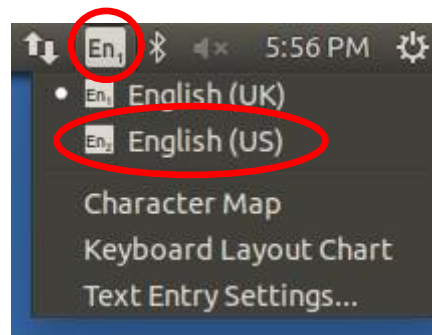 En₁ 5:56 PM
En₁ English (UK)
En₂ English (US)
Character Map
Keyboard Layout Chart
Text Entry Settings...